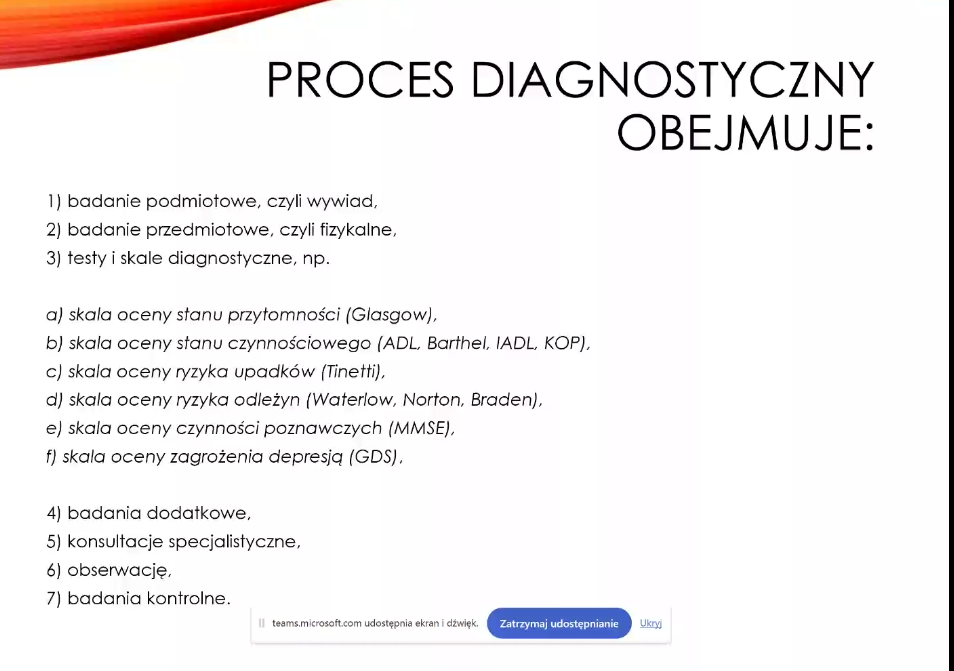 PROCES DIAGNOSTYCZNY
OBEJMUJE:
1) badanie podmiotowe, czyli wywiad,
2) badanie przedmiotowe, czyli fizykalne,
3) testy i skale diagnostyczne, np.
a) skala oceny stanu przytomności (Glasgow),
b) skala oceny stanu czynnościowego (ADL, Barthel, IADL, KOP),
c) skala oceny ryzyka upadków (Tinetti),
d) skala oceny ryzyka odleżyn (Waterlow, Norton, Braden),
e) skala oceny czynności poznawczych (MMSE),
f) skala oceny zagrożenia depresją (GDS),
4) badania dodatkowe,
5) konsultacje specjalistyczne,
6) obserwację,
7) badania kontrolne.
teams.microsoft.com udostępnia ekran i dźwięk. Zatrzymaj udostępnianie Ukryj